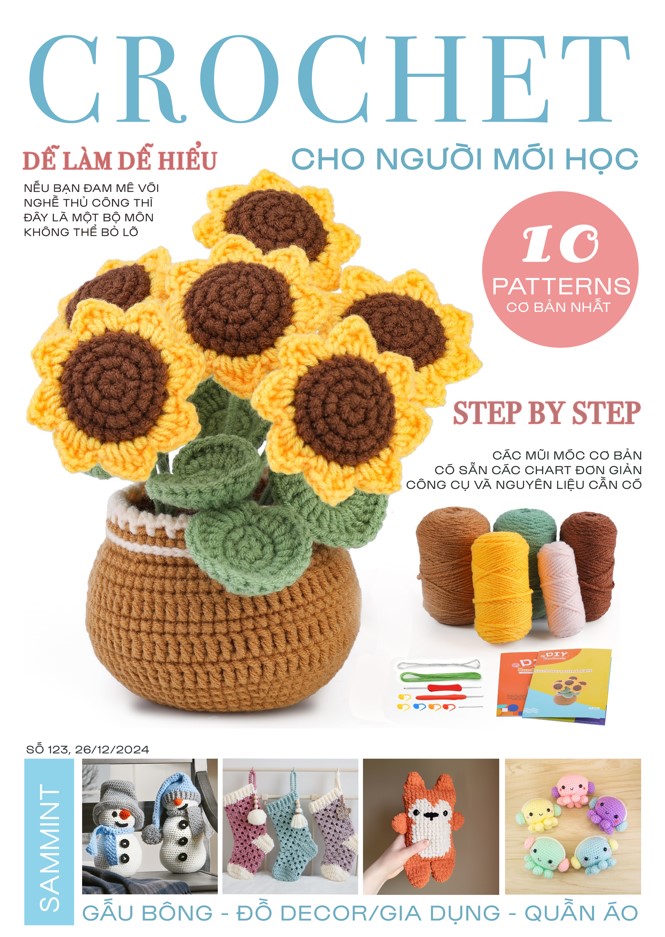 CROCHET
CHO NGƯỜI MỚI HỌC
DỄ LÀM DỄ HIỂU
NẾU BẠN ĐAM MÊ VỚI
NGHỀ THỦ CÔNG THÌ
ĐÂY LÀ MỘT BỘ MÔN
KHÔNG THỂ BỎ LỠ
10
PATTERNS
CƠ BẢN NHẤT
STEP BY STEP
CÁC MŨI MÓC CƠ BẢN
CÓ SẴN CÁC CHART ĐƠN GIẢN
CÔNG CỤ VÀ NGUYÊN LIỆU CẦN CÓ
DIY
SỐ 123, 26/12/2024
SAMMINT
GẤU BÔNG - ĐỒ DECOR/GIA DỤNG - QUẦN ÁO